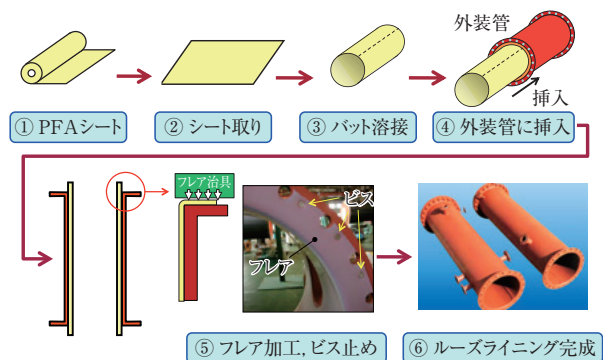 外装管
挿入
① PFAシート
② シート取り
③ バット溶接
④ 外装管に挿入
フレア治具
ビス
フレア
⑤ フレア加工，ビス止め
⑥ ルーズライニング完成